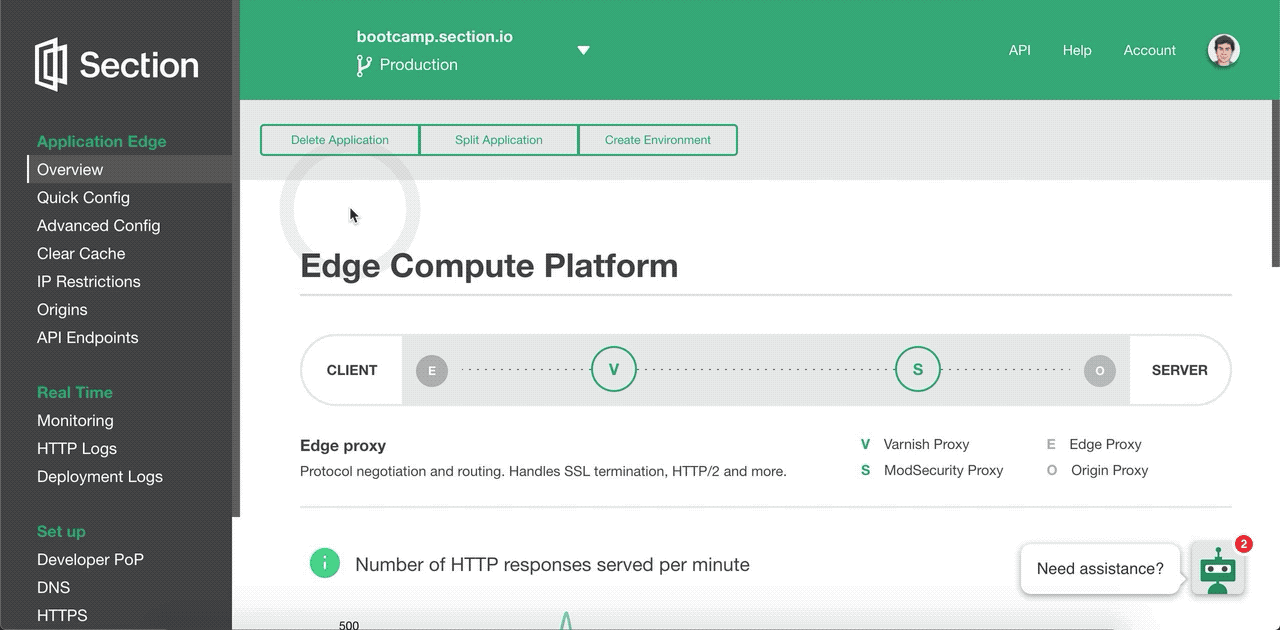 Section
bootcamp.section.io
Production
API Help Account
Application Edge
Overview
Quick Config
Advanced Config
Clear Cache
IP Restrictions
Origins
API Endpoints
Real Time
Monitoring
HTTP Logs
Deployment Logs
Set up
Developer PoP
DNS
HTTPS
Delete Application Split Application Create Environment
Edge Compute Platform
CLIENT E V S O SERVER
Edge proxy
Protocol negotiation and routing. Handles SSL termination, HTTP/2 and more.
V Varnish Proxy E Edge Proxy
S ModSecurity Proxy O Origin Proxy
i Number of HTTP responses served per minute
500
Need assistance? 2